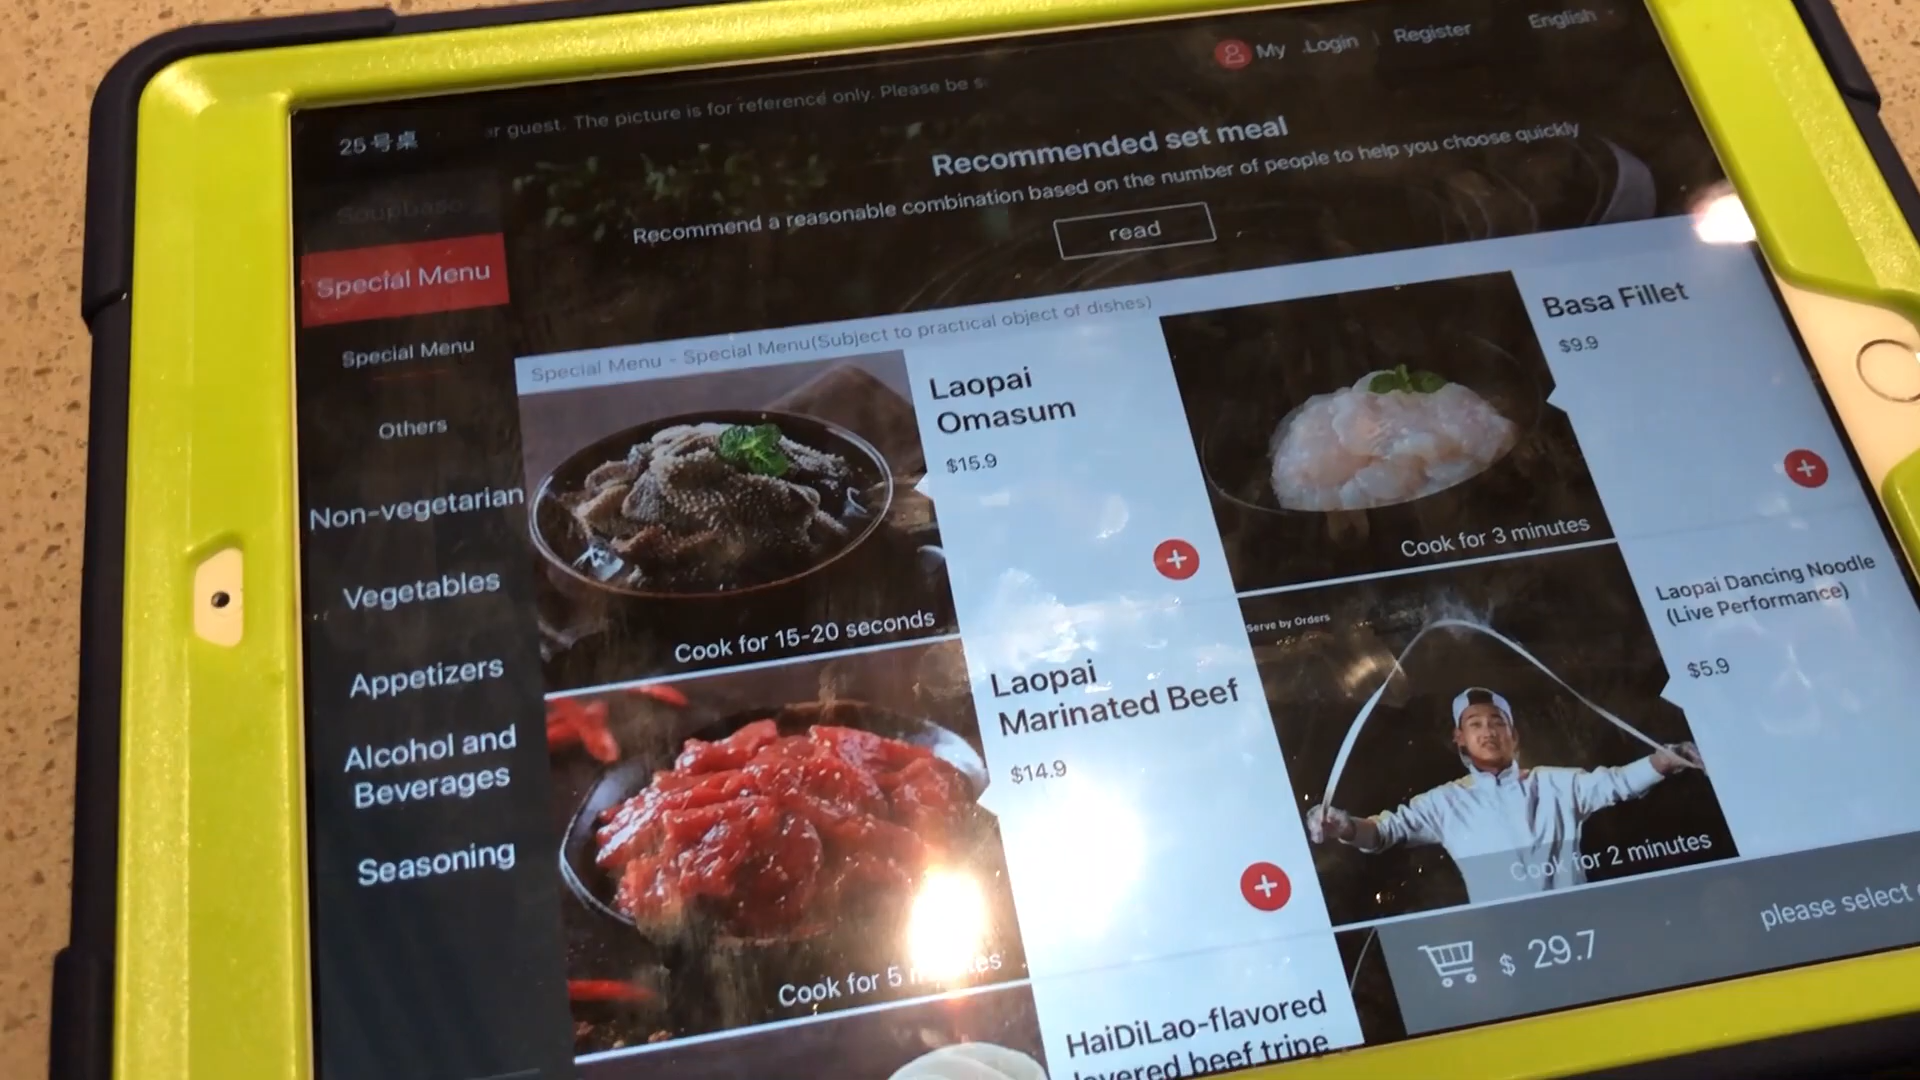 My Login | Register English
25号桌
r guest. The picture is for reference only. Please be s
Recommended set meal
Recommend a reasonable combination based on the number of people to help you choose quickly
read
Soupbase
Special Menu
Special Menu
Others
Non-vegetarian
Vegetables
Appetizers
Alcohol and
Beverages
Seasoning
Special Menu - Special Menu(Subject to practical object of dishes)
Laopai
Omasum
$15.9
Cook for 15-20 seconds
Basa Fillet
$9.9
Cook for 3 minutes
Laopai
Marinated Beef
$14.9
Cook for 5
Serve by Orders
Laopai Dancing Noodle
(Live Performance)
$5.9
Cook for 2 minutes
HaiDiLao-flavored
beef tripe
$ 29.7
please select